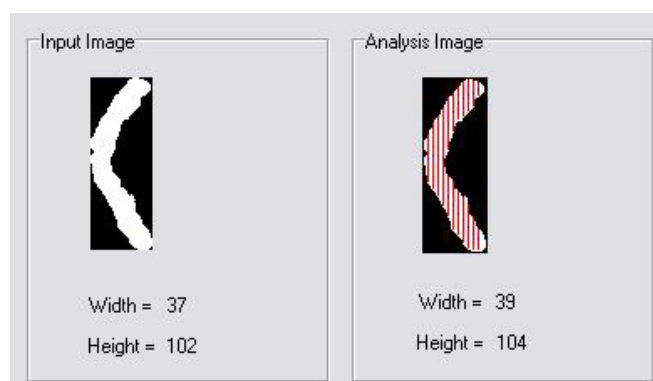 Input Image
Width = 37
Height = 102
Analysis Image
Width = 39
Height = 104